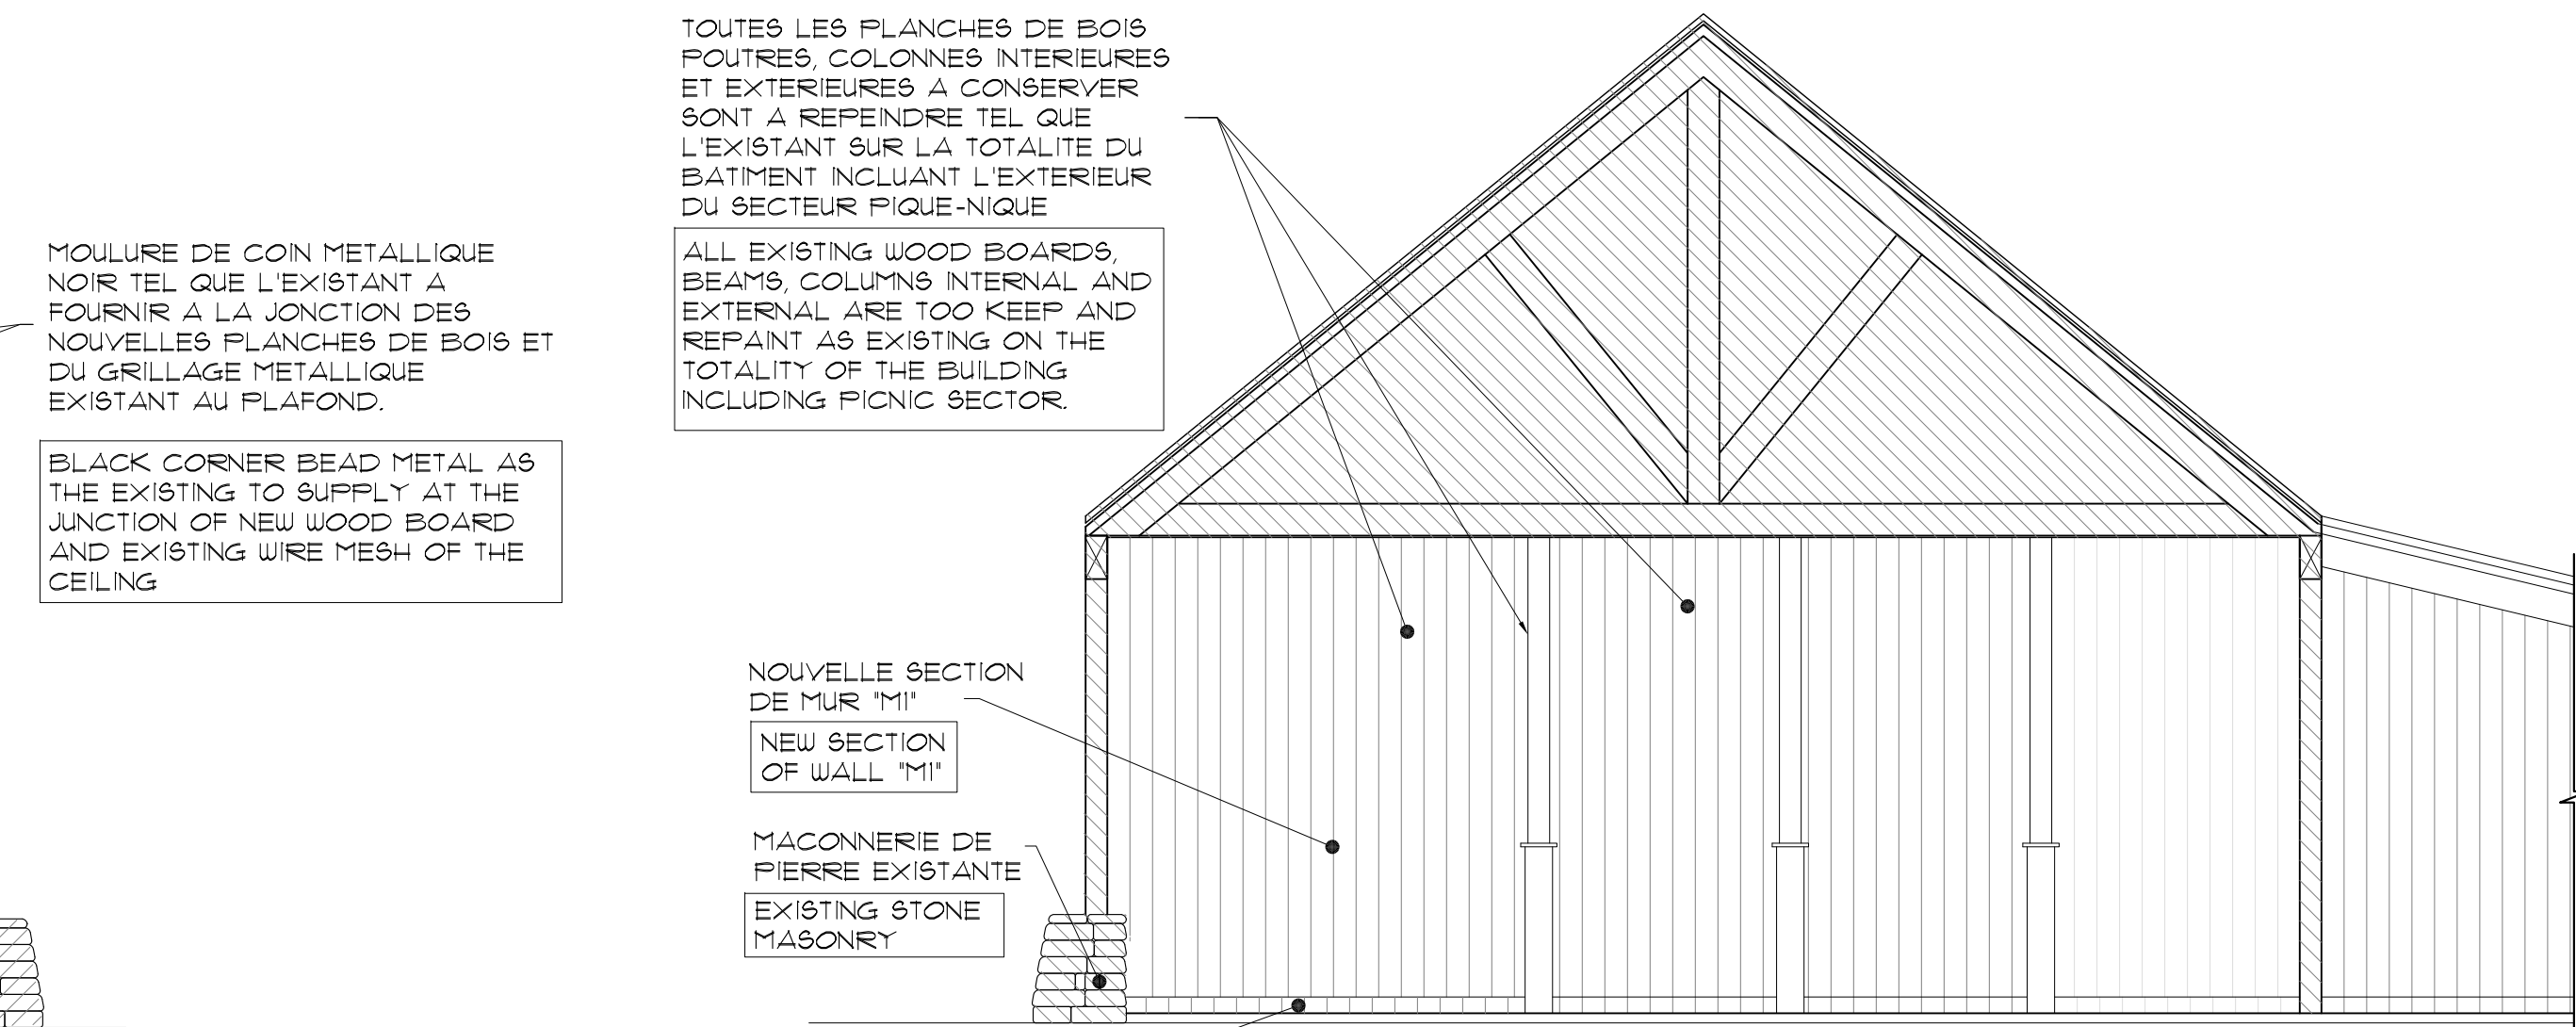 MOULURE DE COIN METALLIQUE
NOIR TEL QUE L'EXISTANT A
FOURNIR A LA JONCTION DES
NOUVELLES PLANCHES DE BOIS ET
DU GRILLAGE METALLIQUE
EXISTANT AU PLAFOND.
BLACK CORNER BEAD METAL AS
THE EXISTING TO SUPPLY AT THE
JUNCTION OF NEW WOOD BOARD
AND EXISTING WIRE MESH OF THE
CEILING
TOUTES LES PLANCHES DE BOIS
POUTRES, COLONNES INTERIEURES
ET EXTERIEURES A CONSERVER
SONT A REPEINDRE TEL QUE
L'EXISTANT SUR LA TOTALITE DU
BATIMENT INCLUANT L'EXTERIEUR
DU SECTEUR PIQUE-NIQUE
ALL EXISTING WOOD BOARDS,
BEAMS, COLUMNS INTERNAL AND
EXTERNAL ARE TOO KEEP AND
REPAINT AS EXISTING ON THE
TOTALITY OF THE BUILDING
INCLUDING PICNIC SECTOR.
NOUVELLE SECTION
DE MUR "M1"
NEW SECTION
OF WALL "M1"
MACONNERIE DE
PIERRE EXISTANTE
EXISTING STONE
MASONRY